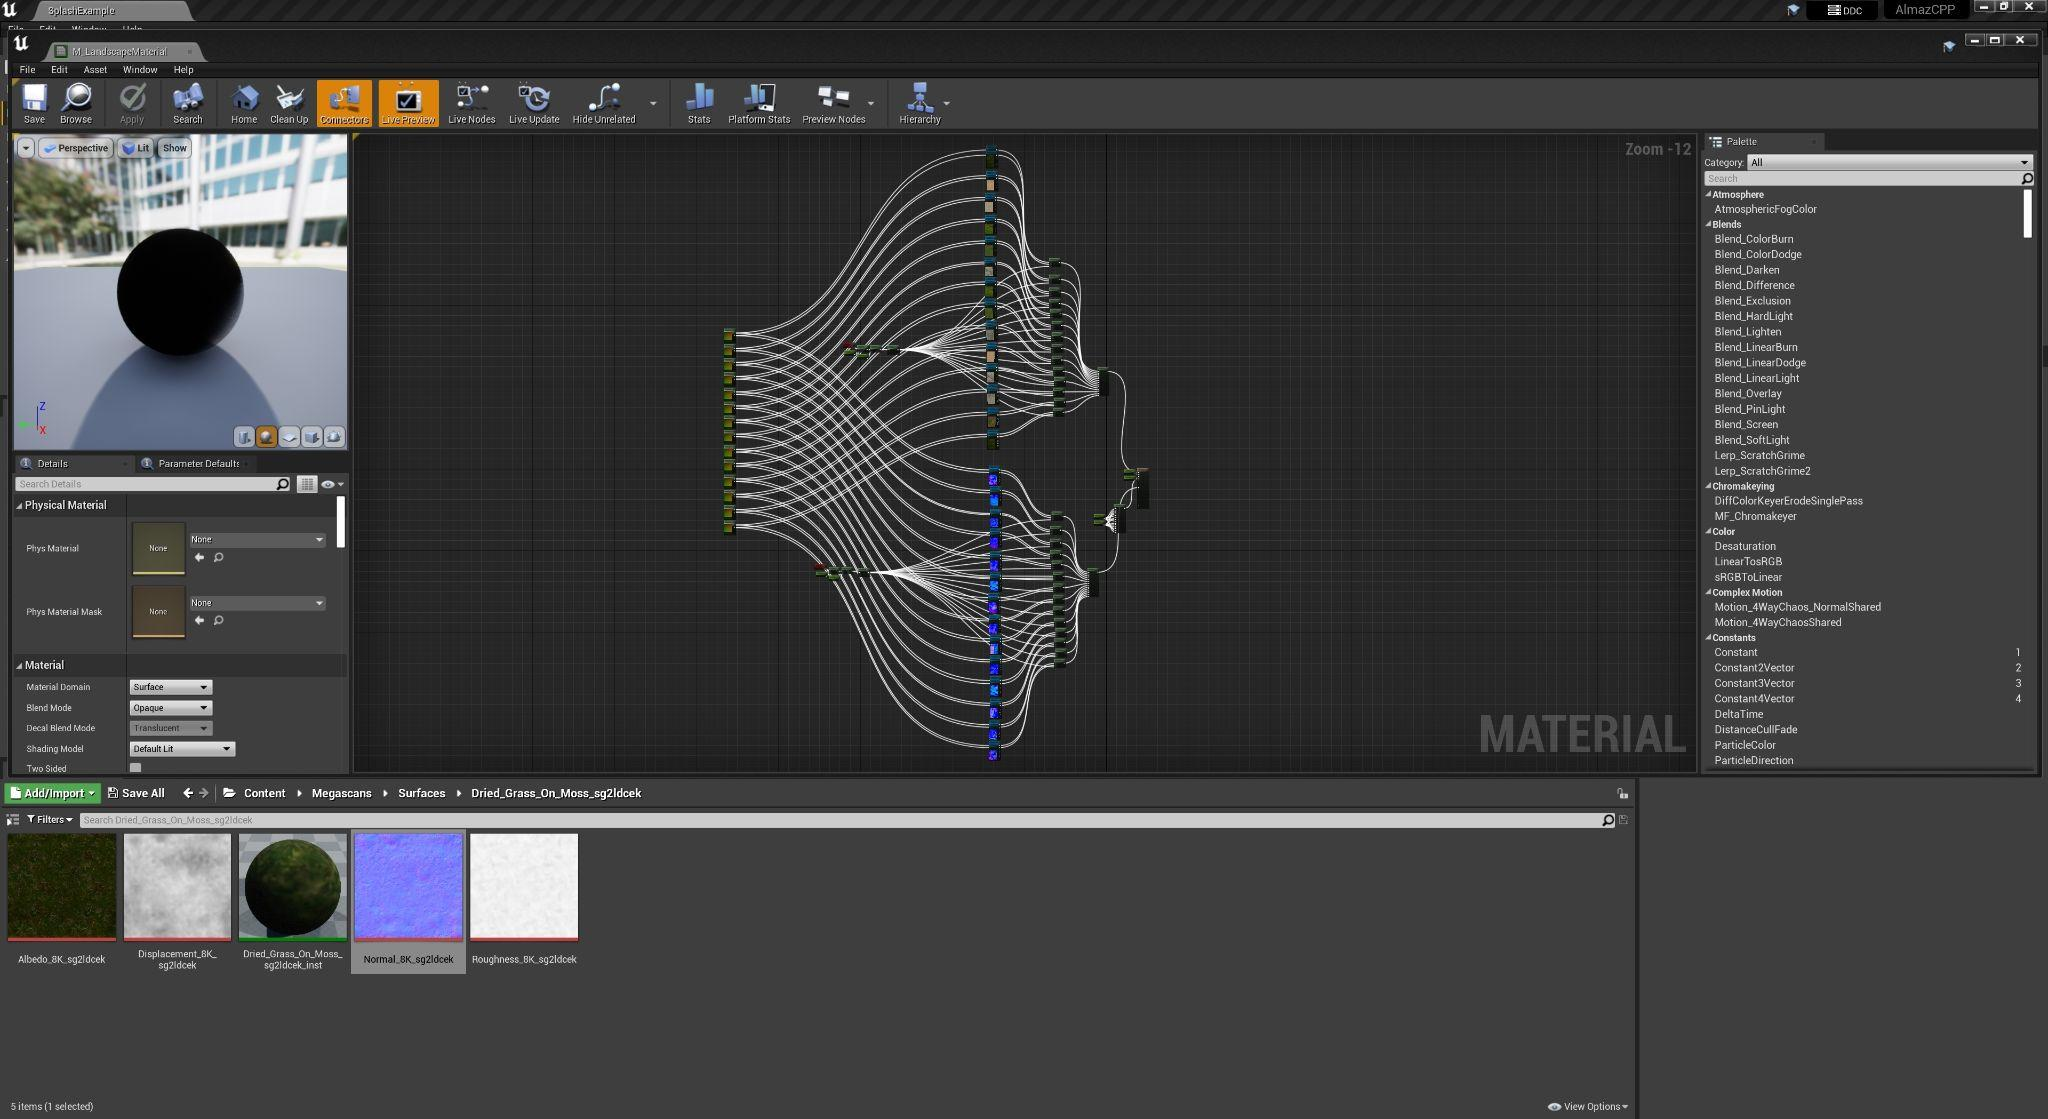 SplashExample
DDC
AlmazCPP
File Edit Window Help
M_LandscapeMaterial
File Edit Asset Window Help
Save
Browse
Apply
Search
Home
Clean Up
Connectors
Live Preview
Live Nodes
Live Update
Hide Unrelated
Stats
Platform Stats
Preview Nodes
Hierarchy
Perspective
Lit
Show
Z
X
Zoom -12
MATERIAL
Details
Parameter Defaults
Search Details
Physical Material
Phys Material
None
None
Phys Material Mask
None
None
Material
Material Domain
Surface
Blend Mode
Opaque
Decal Blend Mode
Translucent
Shading Model
Default Lit
Two Sided
Palette
Category: All
Search
Atmosphere
AtmosphericFogColor
Blends
Blend_ColorBurn
Blend_ColorDodge
Blend_Darken
Blend_Difference
Blend_Exclusion
Blend_HardLight
Blend_Lighten
Blend_LinearBurn
Blend_LinearDodge
Blend_LinearLight
Blend_Overlay
Blend_PinLight
Blend_Screen
Blend_SoftLight
Lerp_ScratchGrime
Lerp_ScratchGrime2
Chromakeying
DiffColorKeyerErodeSinglePass
MF_Chromakeyer
Color
Desaturation
LinearTosRGB
sRGBToLinear
Complex Motion
Motion_4WayChaos_NormalShared
Motion_4WayChaosShared
Constants
Constant 1
Constant2Vector 2
Constant3Vector 3
Constant4Vector 4
DeltaTime
DistanceCullFade
ParticleColor
ParticleDirection
Add/Import
Save All
Content
Megascans
Surfaces
Dried_Grass_On_Moss_sg2ldcek
Filters
Search Dried_Grass_On_Moss_sg2ldcek
Albedo_8K_sg2ldcek
Displacement_8K_
sg2ldcek
Dried_Grass_On_Moss_
sg2ldcek_inst
Normal_8K_sg2ldcek
Roughness_8K_sg2ldcek
5 items (1 selected)
View Options